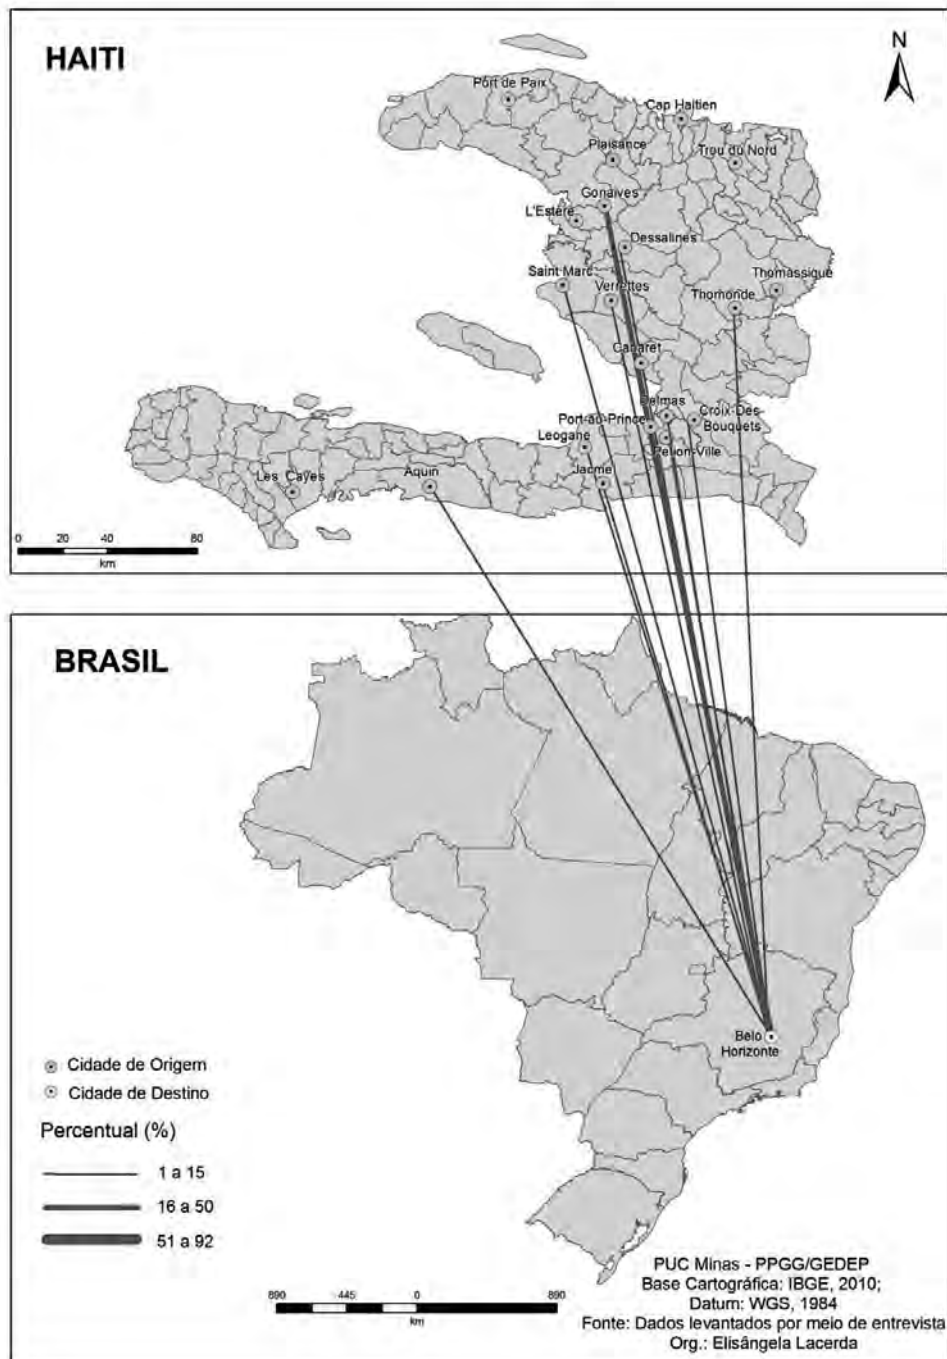 HAITI
N
Pórt de Paix
Cap Haitien
Plaisance
Trou du Nord
Gonaives
L'Estère
Dessalines
Thomassique
Saint Marc
Verrettes
Thomonde
Cabaret
Delmas
Croix-Des-
Bouquets
Port-au-Prince
Leogane
Petion-Ville
Jacmel
Aquin
Les Cayes
0 20 40 80
km
BRASIL
Belo
Horizonte
Cidade de Origem
Cidade de Destino
Percentual (%)
1 a 15
16 a 50
51 a 92
890 445 0 890
km
PUC Minas - PPGG/GEDEP
Base Cartográfica: IBGE, 2010;
Datum: WGS, 1984
Fonte: Dados levantados por meio de entrevista
Org.: Elisângela Lacerda